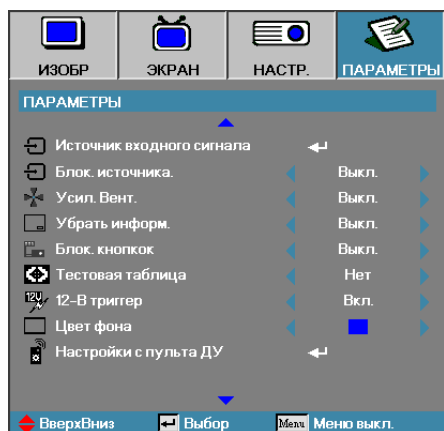 ИЗОБР ЭКРАН НАСТР. ПАРАМЕТРЫ
ПАРАМЕТРЫ
Источник входного сигнала
Блок. источника. Выкл.
Усил. Вент. Выкл.
Убрать информ. Выкл.
Блок. кнопкок Выкл.
Тестовая таблица Нет
12V 12-В триггер Вкл.
Цвет фона
Настройки с пульта ДУ
ВверхВниз Выбор Menu Меню выкл.